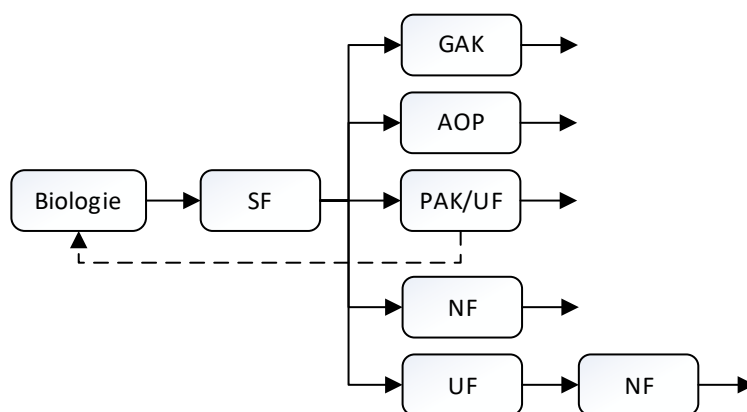 GAK
AOP
Biologie
SF
PAK/UF
NF
UF
NF